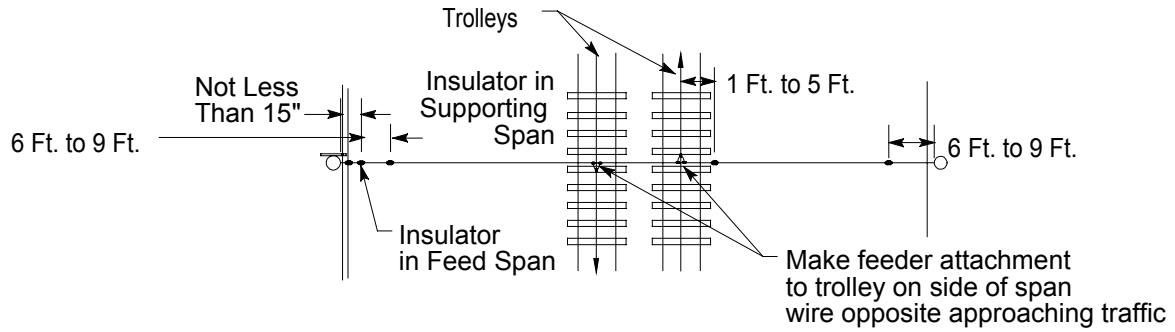 Trolleys
Not Less
Than 15"
Insulator in
Supporting
Span
1 Ft. to 5 Ft.
6 Ft. to 9 Ft.
6 Ft. to 9 Ft.
Insulator
in Feed Span
Make feeder attachment
to trolley on side of span
wire opposite approaching traffic